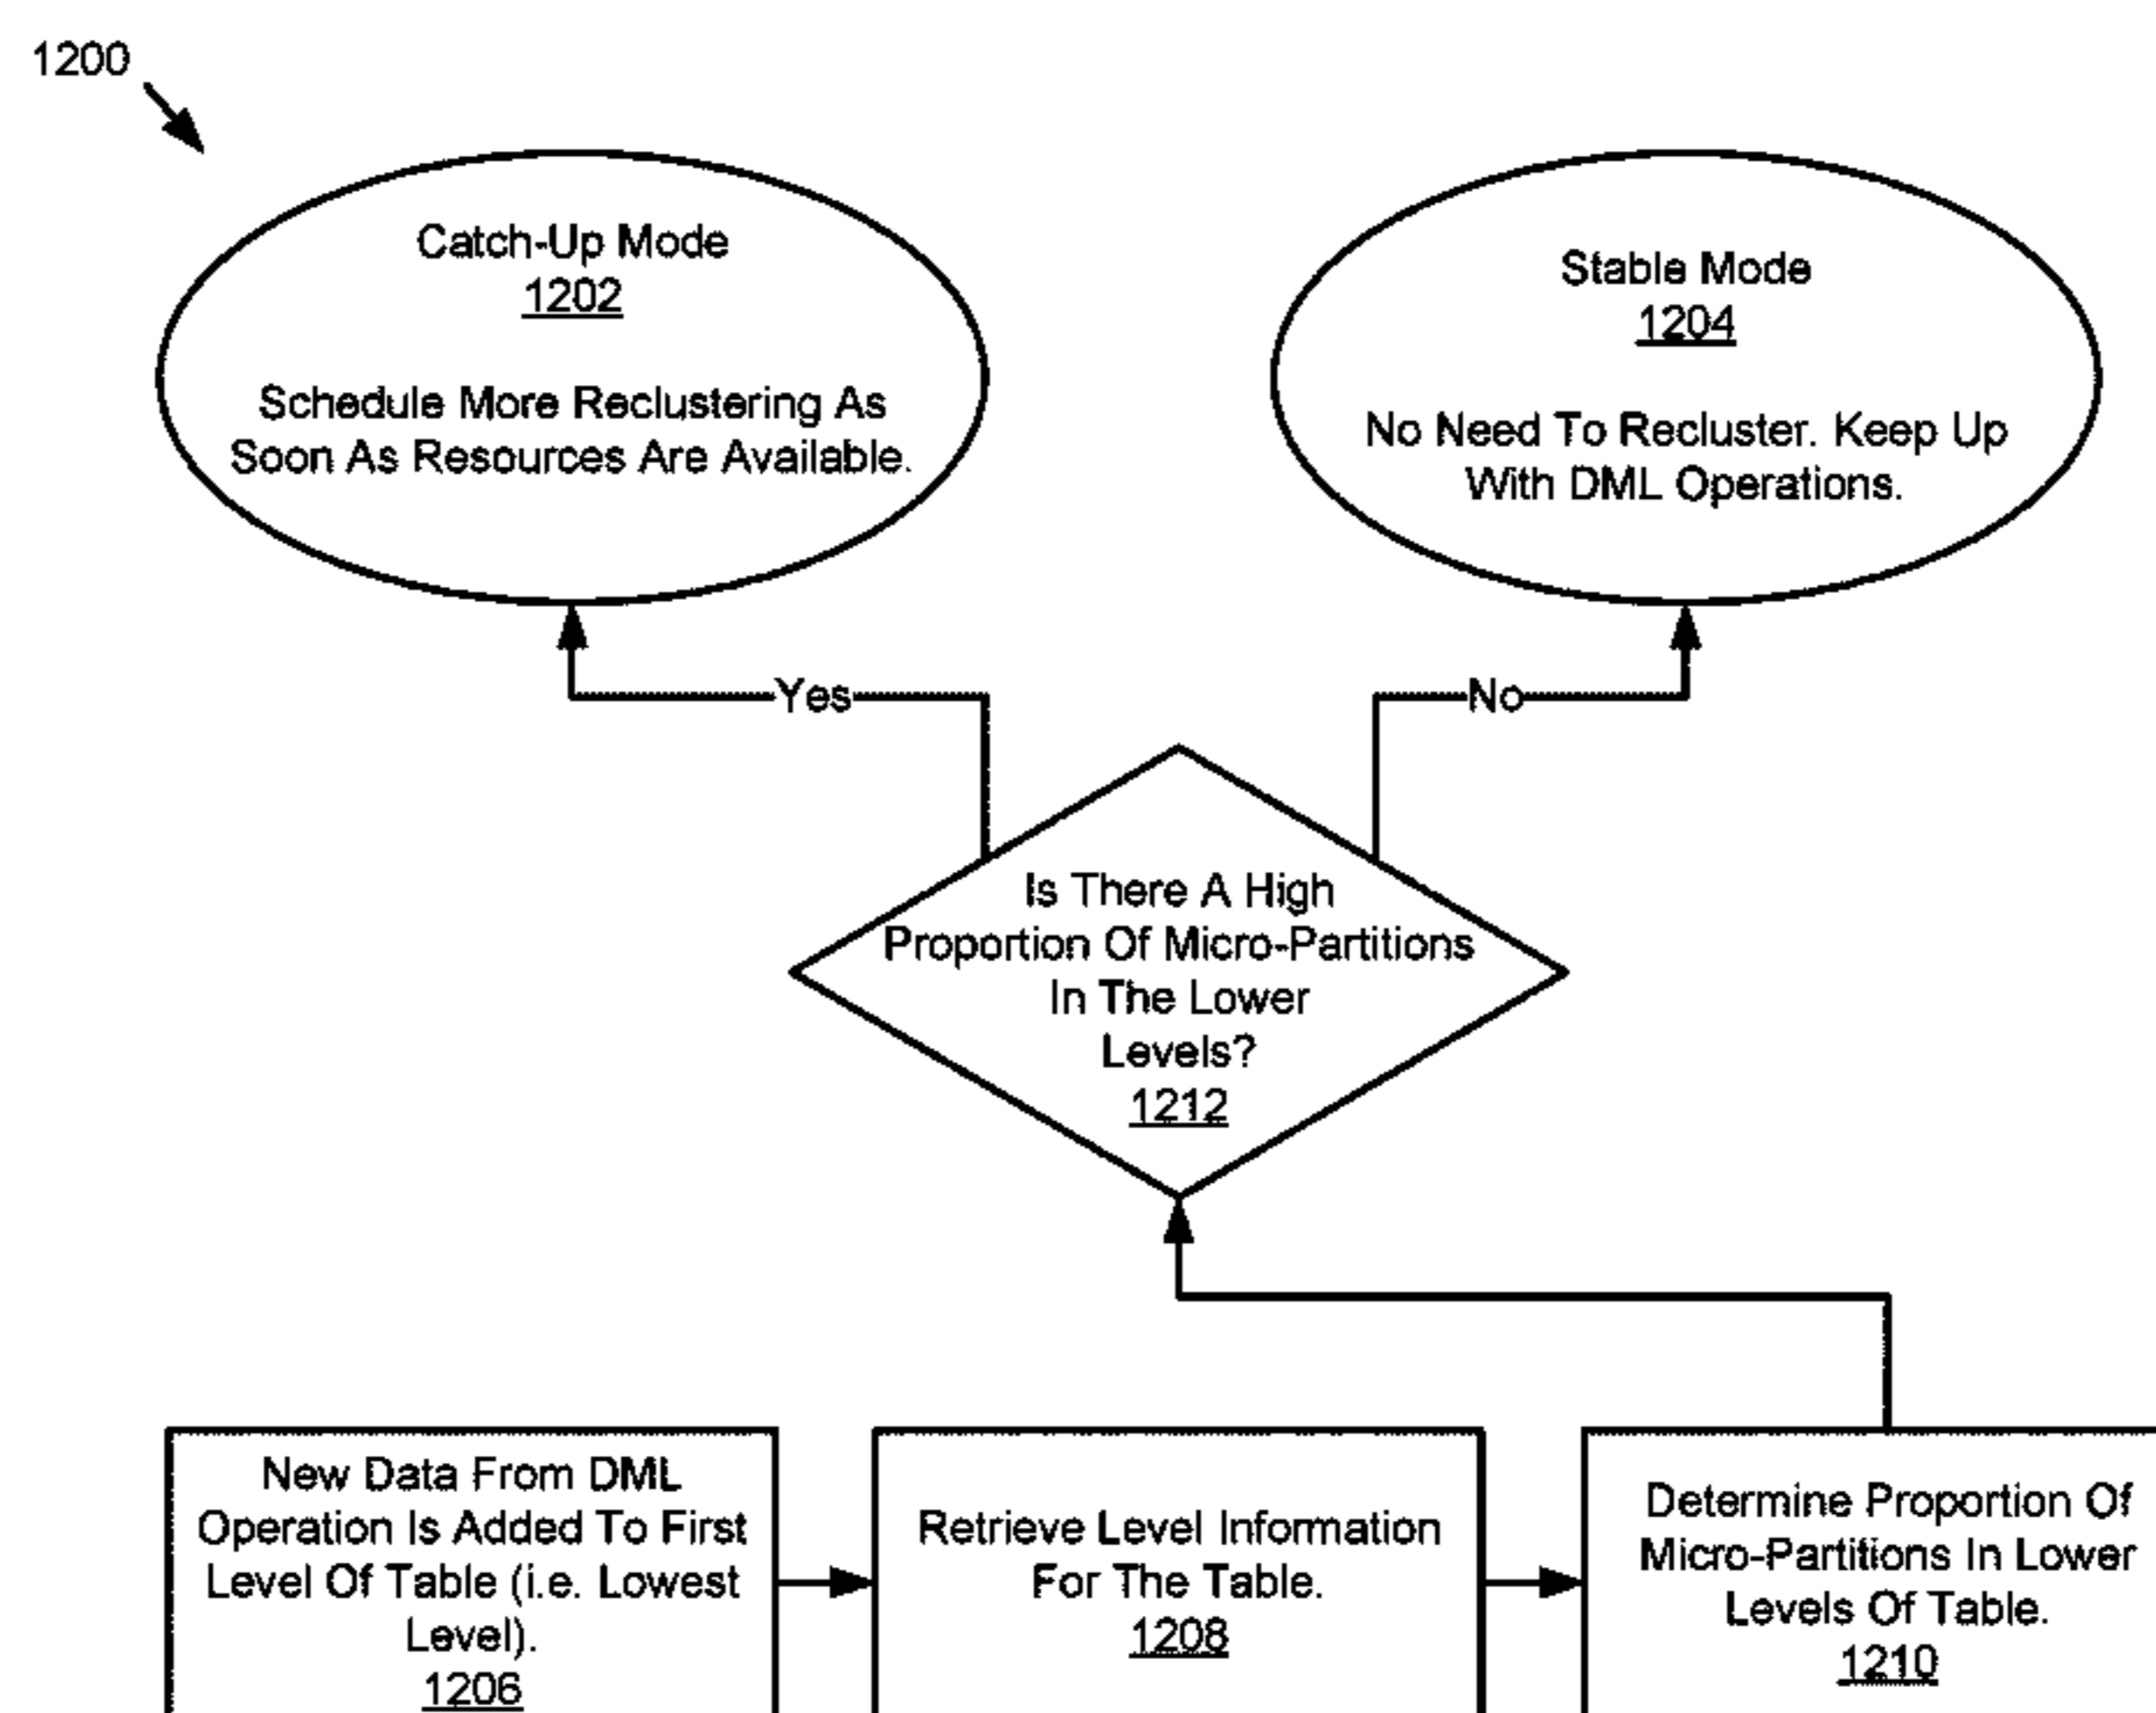 1200
Catch-Up Mode
1202
Schedule More Reclustering As
Soon As Resources Are Available.
Stable Mode
1204
No Need To Recluster. Keep Up
With DML Operations.
Yes
No
Is There A High
Proportion Of Micro-Partitions
In The Lower
Levels?
1212
New Data From DML
Operation Is Added To First
Level Of Table (i.e. Lowest
Level).
1206
Retrieve Level Information
For The Table.
1208
Determine Proportion Of
Micro-Partitions In Lower
Levels Of Table.
1210